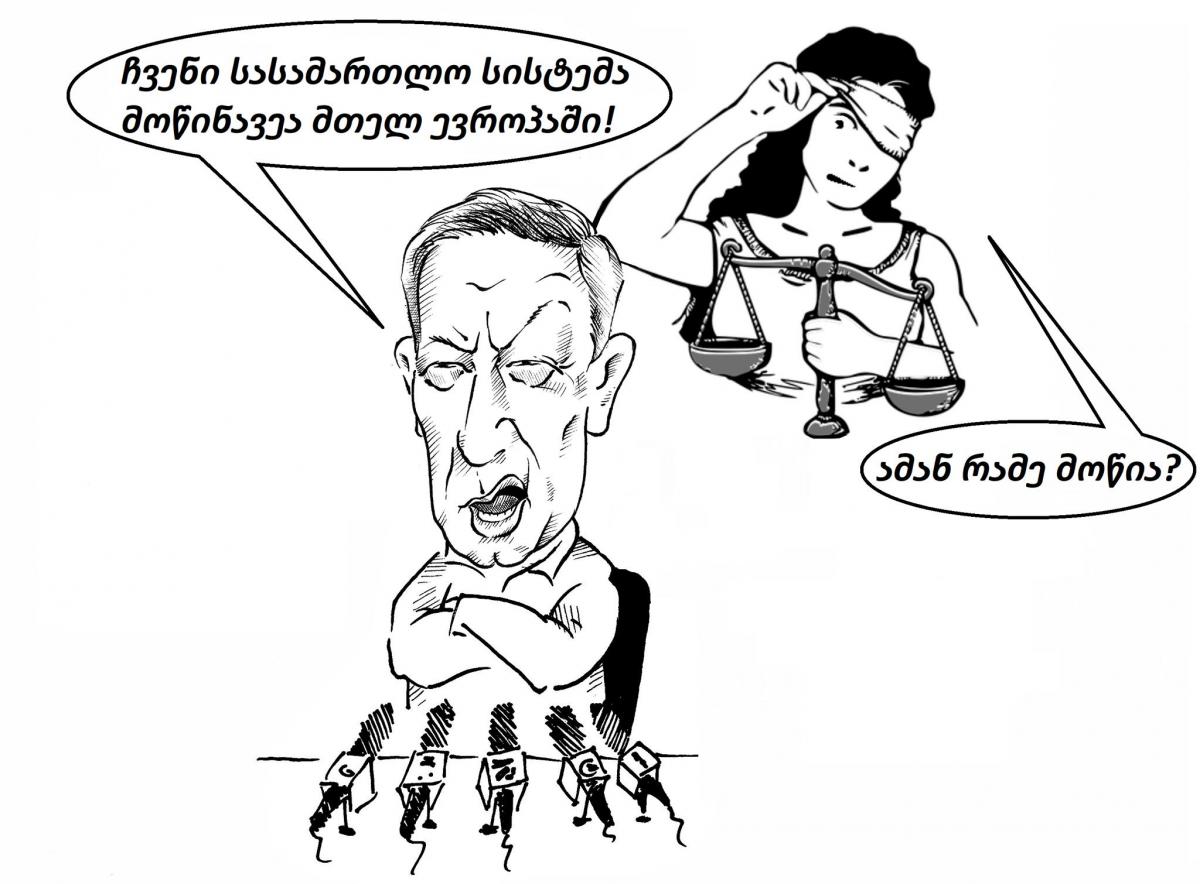 ჩვენი სასამართლო სისტემა
მოწინავეა მთელ ევროპაში!
ამან რამე მოწია?